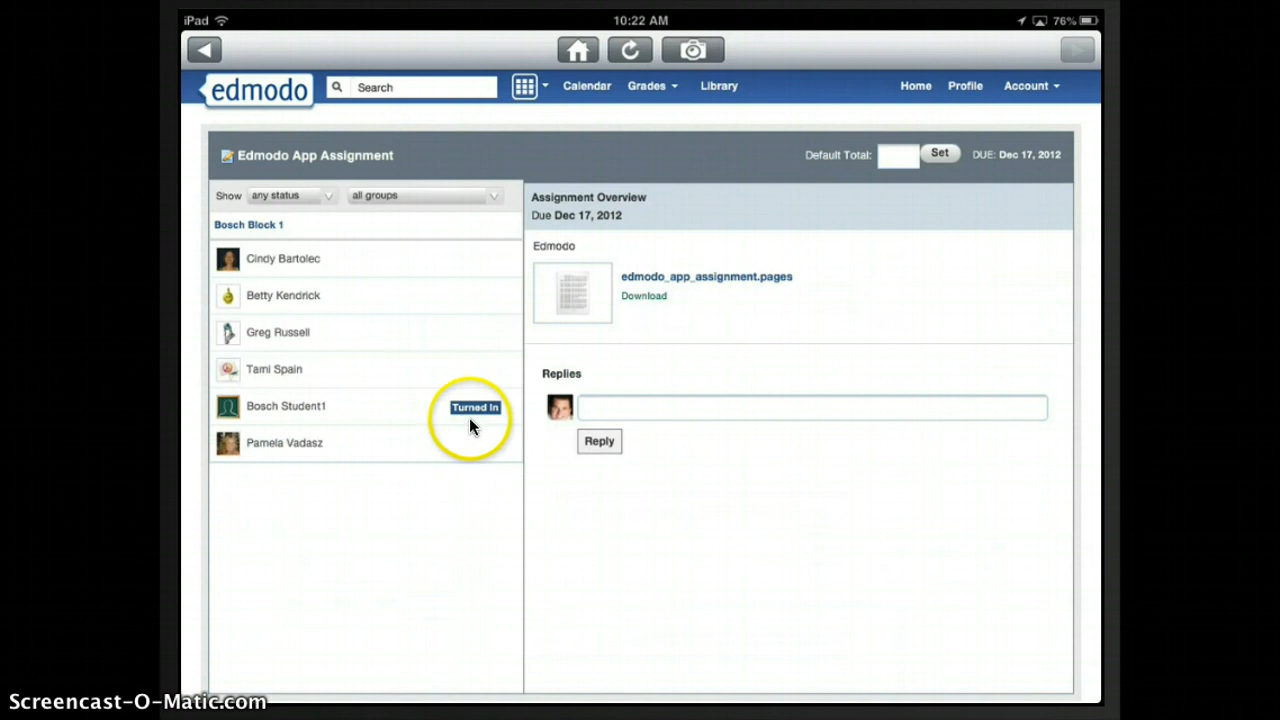 iPad 10:22 AM 76%
edmodo Search Calendar Grades Library Home Profile Account
Edmodo App Assignment Default Total: Set DUE: Dec 17, 2012
Show any status all groups
Bosch Block 1
Cindy Bartolec
Betty Kendrick
Greg Russell
Tami Spain
Bosch Student1 Turned In
Pamela Vadasz
Assignment Overview
Due Dec 17, 2012
Edmodo
edmodo_app_assignment.pages
Download
Replies
Reply
Screencast-O-Matic.com